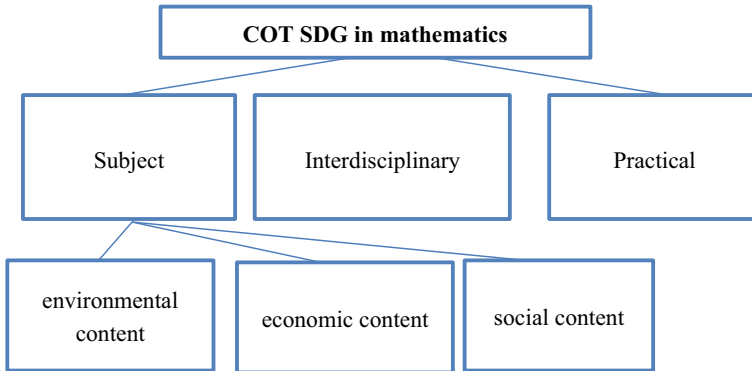 COT SDG in mathematics
Subject
Interdisciplinary
Practical
environmental
content
economic content
social content